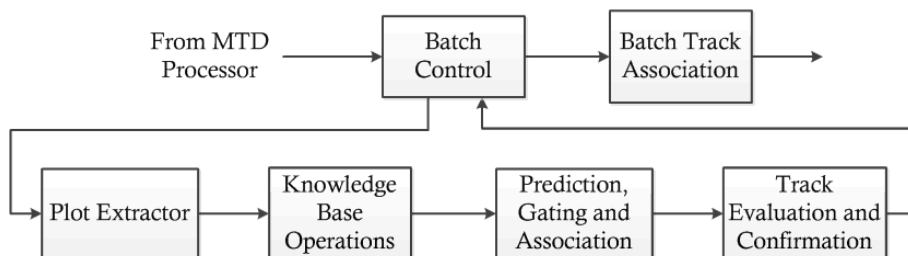 From MTD
Processor
Batch
Control
Batch Track
Association
Plot Extractor
Knowledge
Base
Operations
Prediction,
Gating and
Association
Track
Evaluation and
Confirmation